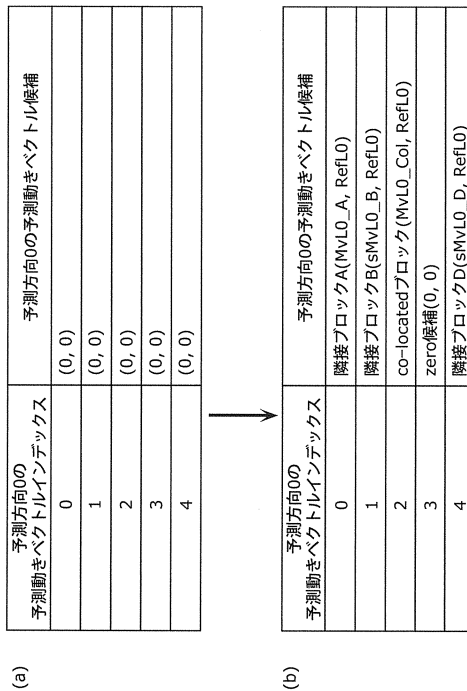 (a)
予測方向0の
予測動きベクトルインデックス
予測方向0の予測動きベクトル候補
0
(0, 0)
1
(0, 0)
2
(0, 0)
3
(0, 0)
4
(0, 0)
(b)
予測方向0の
予測動きベクトルインデックス
予測方向0の予測動きベクトル候補
0
隣接ブロックA(MvL0_A, RefL0)
1
隣接ブロックB(sMvL0_B, RefL0)
2
co-locatedブロック(MvL0_Col, RefL0)
3
zero候補(0, 0)
4
隣接ブロックD(sMvL0_D, RefL0)